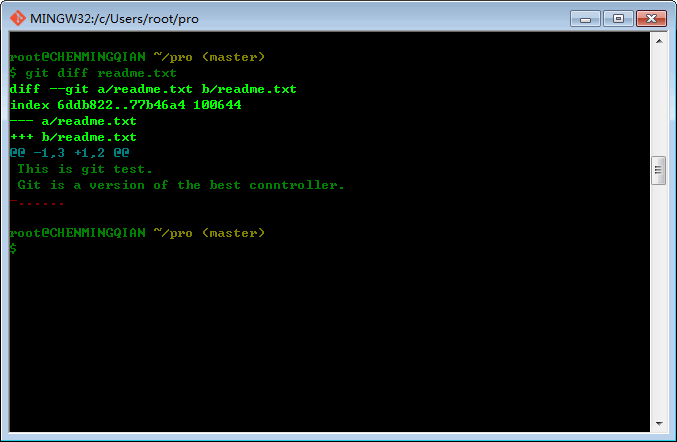 MINGW32:/c/Users/root/pro
root@CHENMINGQIAN ~/pro (master)
$ git diff readme.txt
diff --git a/readme.txt b/readme.txt
index 6ddb822..77b46a4 100644
--- a/readme.txt
+++ b/readme.txt
@@ -1,3 +1,2 @@
 This is git test.
 Git is a version of the best conntroller.
-......
root@CHENMINGQIAN ~/pro (master)
$